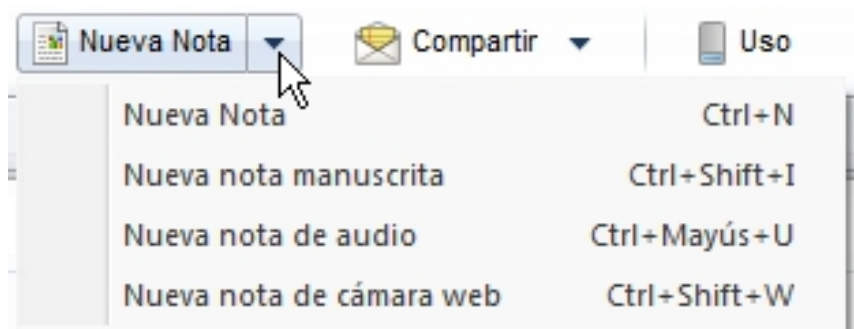 Nueva Nota Compartir Uso
Nueva Nota Ctrl+N
Nueva nota manuscrita Ctrl+Shift+I
Nueva nota de audio Ctrl+Mayús+U
Nueva nota de cámara web Ctrl+Shift+W